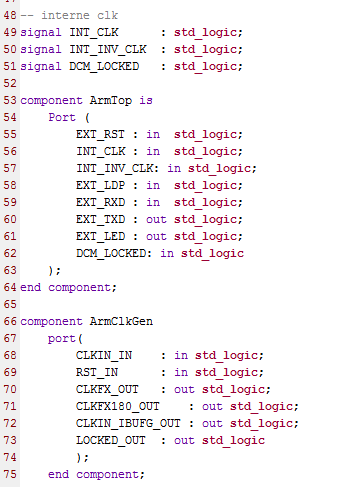 48 -- interne clk
49 signal INT_CLK      : std_logic;
50 signal INT_INV_CLK  : std_logic;
51 signal DCM_LOCKED   : std_logic;
52
53 component ArmTop is
54     Port (
55         EXT_RST : in  std_logic;
56         INT_CLK : in  std_logic;
57         INT_INV_CLK: in std_logic;
58         EXT_LDP : in  std_logic;
59         EXT_RXD : in  std_logic;
60         EXT_TXD : out std_logic;
61         EXT_LED : out std_logic;
62         DCM_LOCKED: in std_logic
63     );
64 end component;
65
66 component ArmClkGen
67     port(
68         CLKIN_IN    : in std_logic;
69         RST_IN      : in std_logic;
70         CLKFX_OUT   : out std_logic;
71         CLKFX180_OUT    : out std_logic;
72         CLKIN_IBUFG_OUT : out std_logic;
73         LOCKED_OUT  : out std_logic
74         );
75     end component;